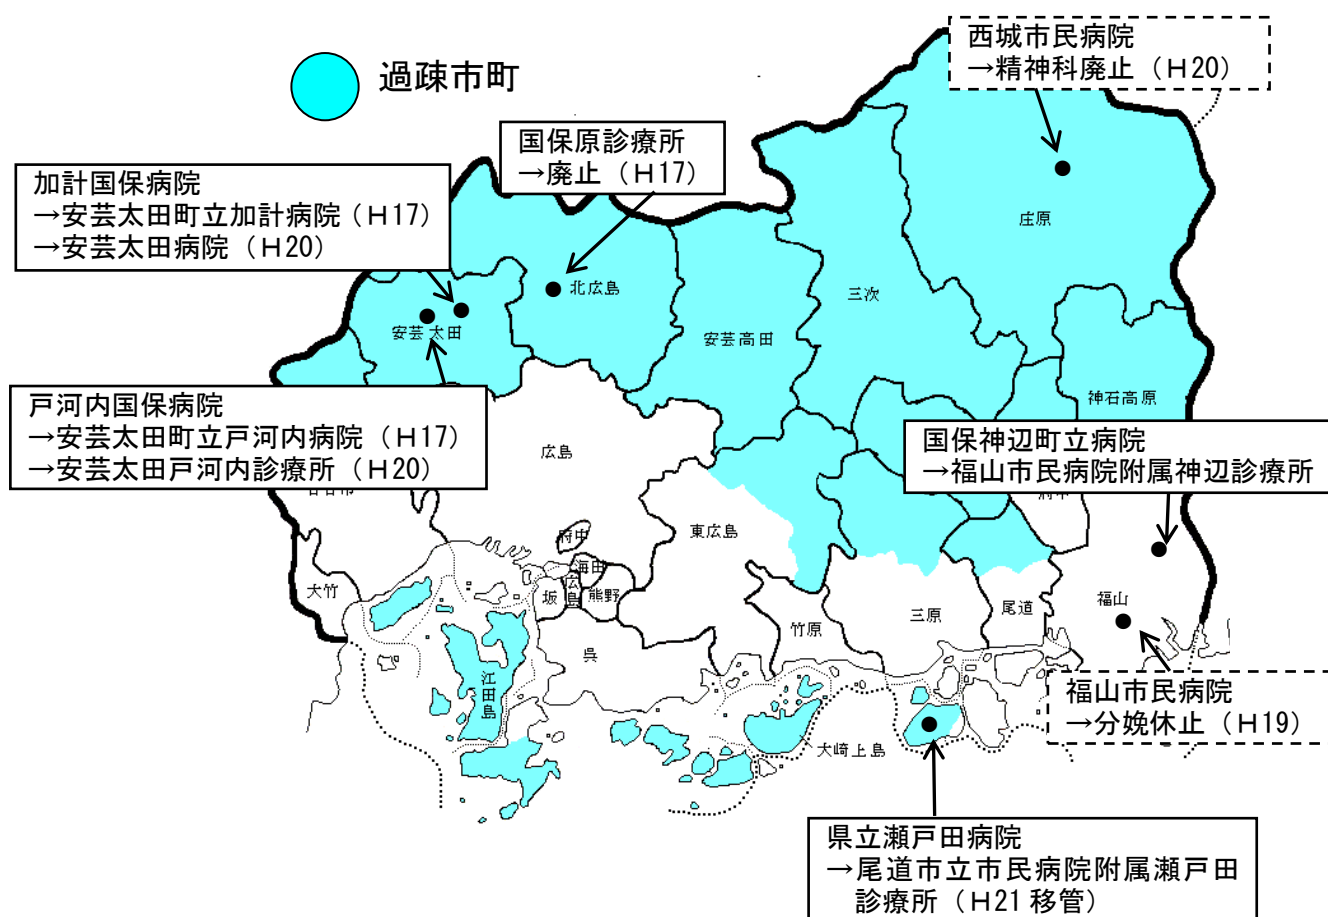 過疎市町
西城市民病院
→精神科廃止（Ｈ20）
国保原診療所
→廃止（Ｈ17）
加計国保病院
→安芸太田町立加計病院（Ｈ17）
→安芸太田病院（Ｈ20）
庄原
北広島
三次
安芸太田
安芸高田
神石高原
戸河内国保病院
→安芸太田町立戸河内病院（Ｈ17）
→安芸太田戸河内診療所（Ｈ20）
国保神辺町立病院
→福山市民病院附属神辺診療所
広島
東広島
府中
海田
大竹
坂
広島
熊野
竹原
三原
尾道
福山
呉
江田島
大崎上島
福山市民病院
→分娩休止（Ｈ19）
県立瀬戸田病院
→尾道市立市民病院附属瀬戸田
診療所（Ｈ21移管）